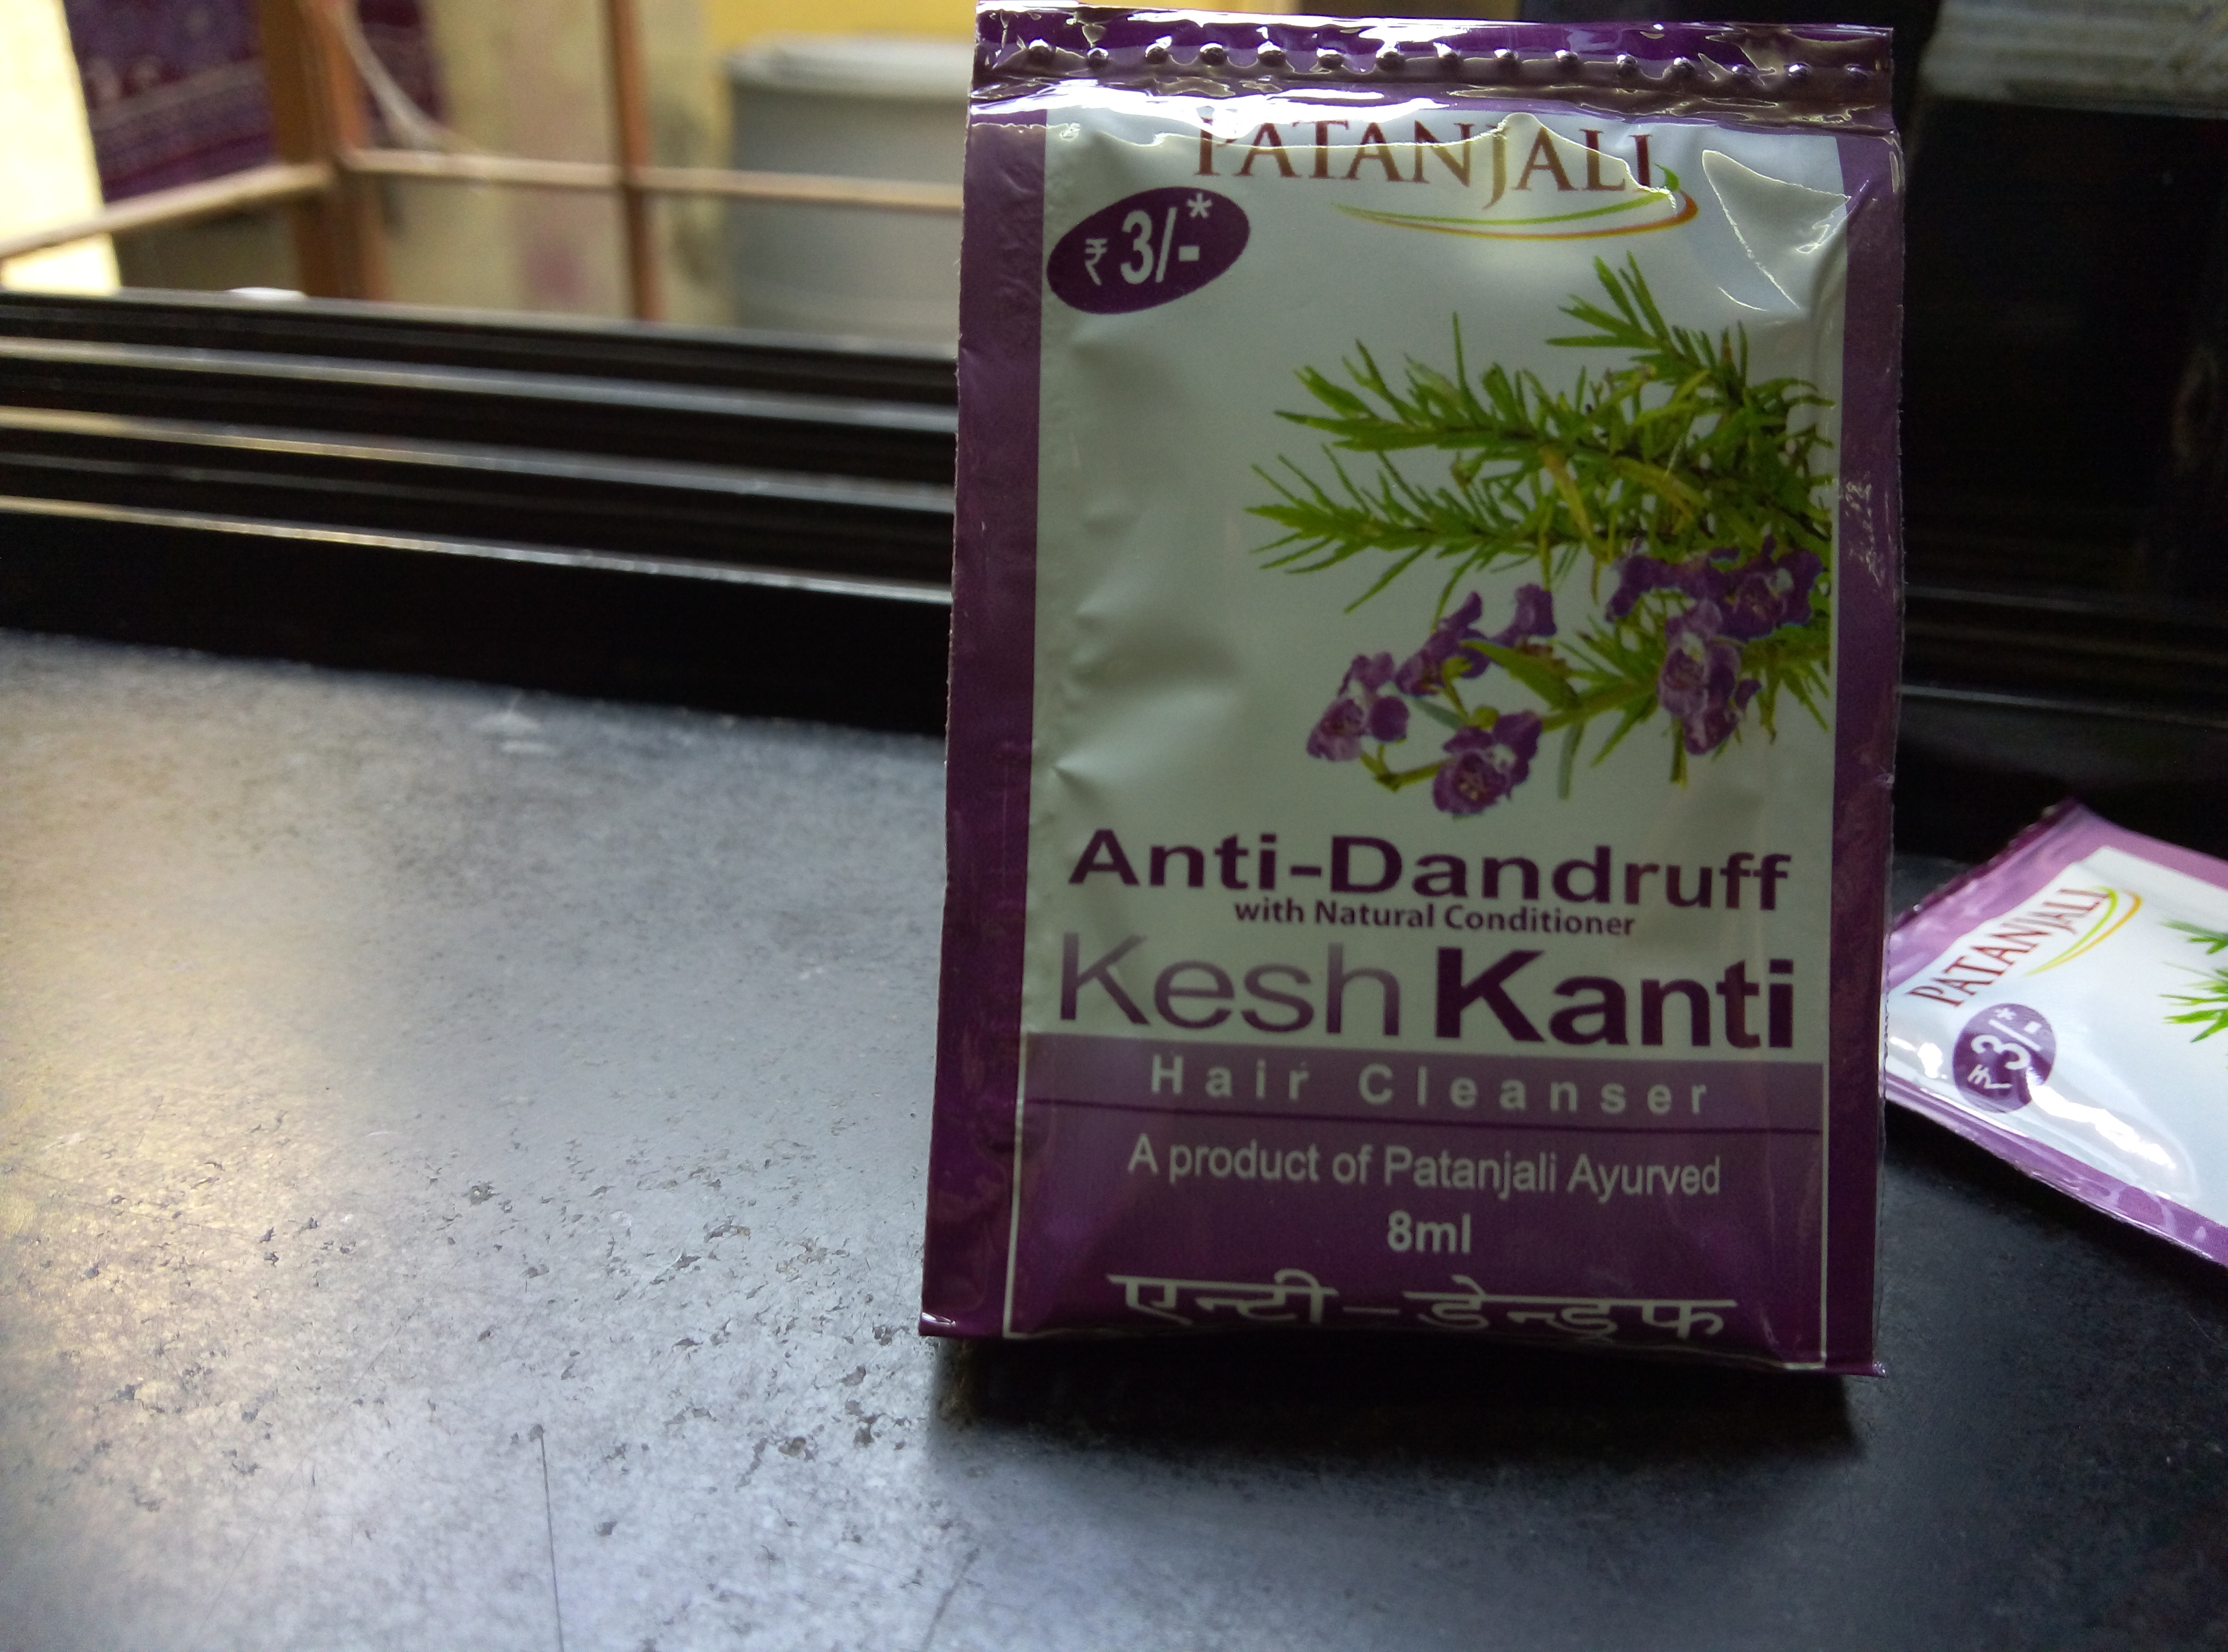 PATANJALI
₹ 3/-*
Anti-Dandruff
with Natural Conditioner
Kesh Kanti
Hair Cleanser
A product of Patanjali Ayurved
8ml
एन्टी-डेन्ड्रफ
PATANJALI
₹ 3/-*